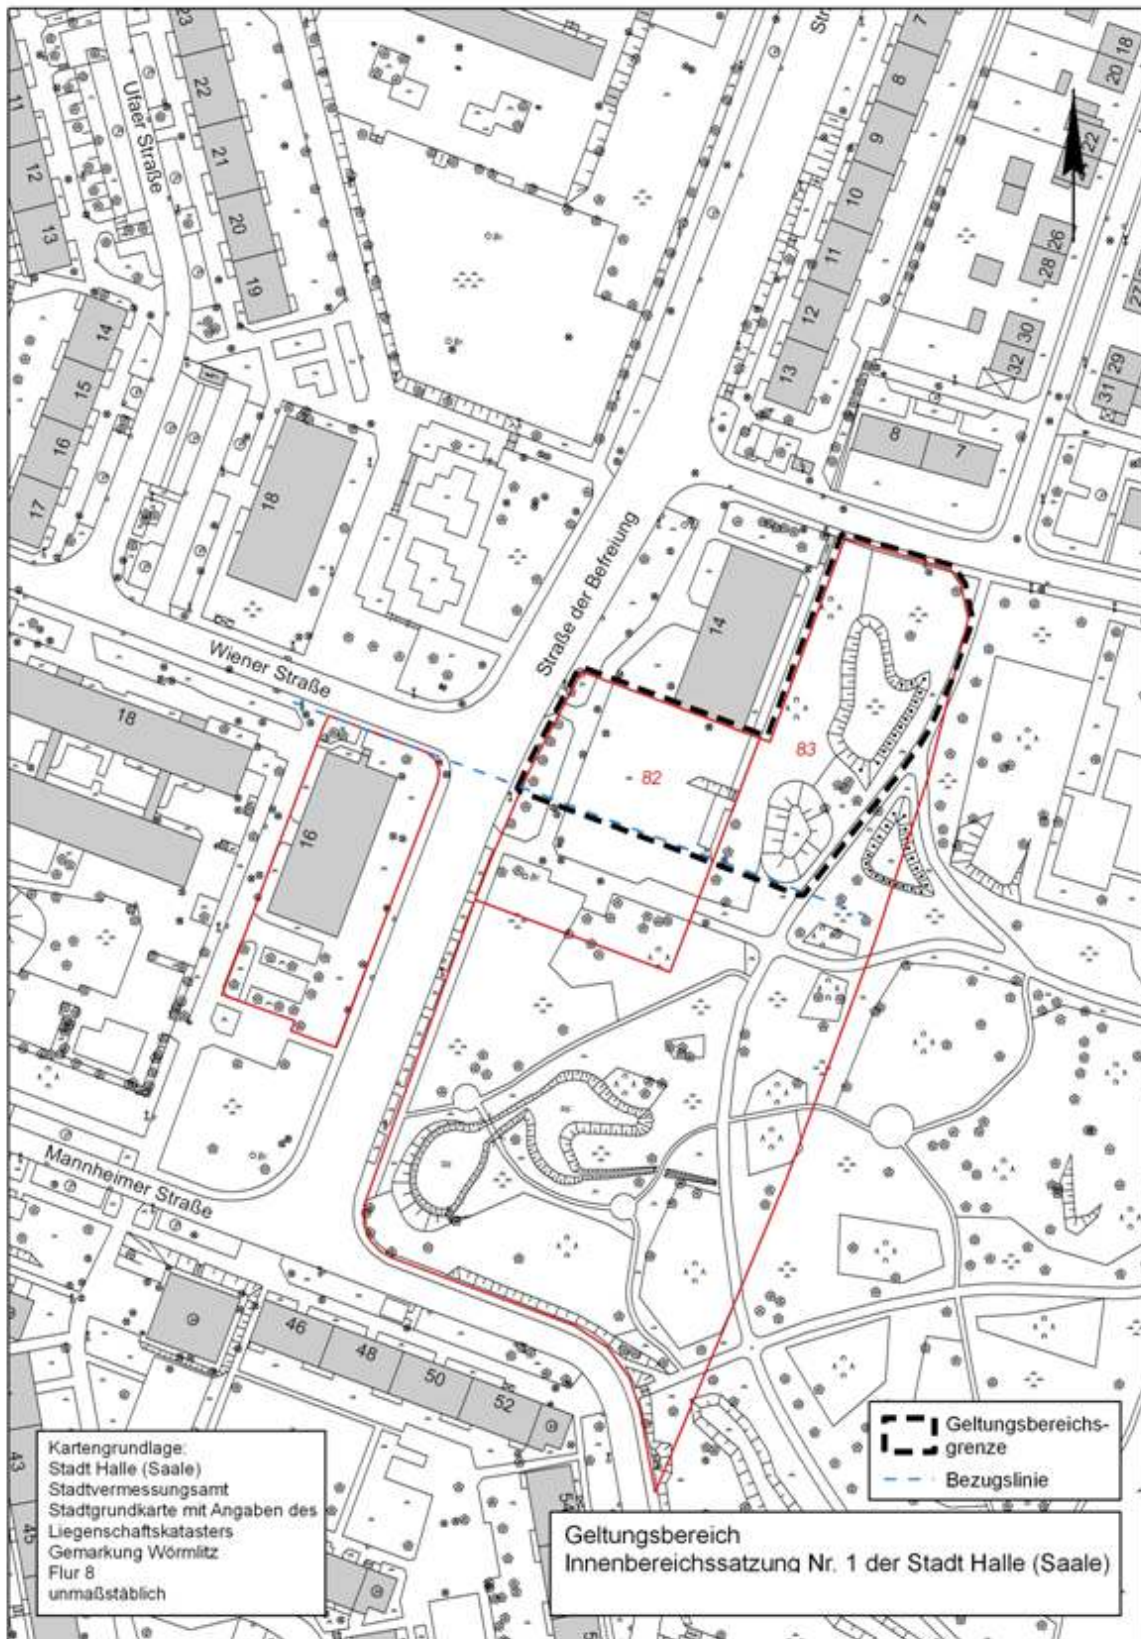 23
22
21
20
19
11
12
13
Ufaer Straße
14
15
16
17
18
7
8
9
10
11
12
13
18
20
22
26
28
30
32
27
29
31
8
7
Straße der Befreiung
14
Wiener Straße
18
16
82
83
Mannheimer Straße
46
48
50
52
43
45
54
Geltungsbereichs-
grenze
Bezugslinie
Kartengrundlage:
Stadt Halle (Saale)
Stadtvermessungsamt
Stadtgrundkarte mit Angaben des
Liegenschaftskatasters
Gemarkung Wörmlitz
Flur 8
unmaßstäblich
Geltungsbereich
Innenbereichssatzung Nr. 1 der Stadt Halle (Saale)